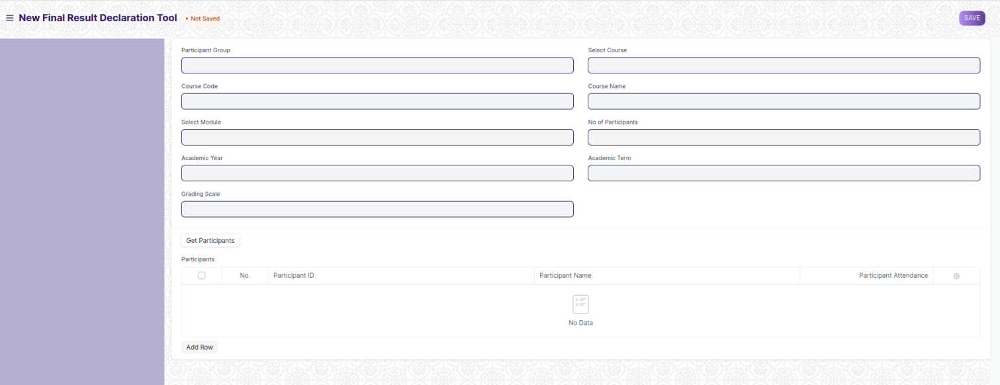 New Final Result Declaration Tool • Not Saved SAVE
Participant Group Select Course
Course Code Course Name
Select Module No of Participants
Academic Year Academic Term
Grading Scale
Get Participants
Participants
No. Participant ID Participant Name Participant Attendance
No Data
Add Row